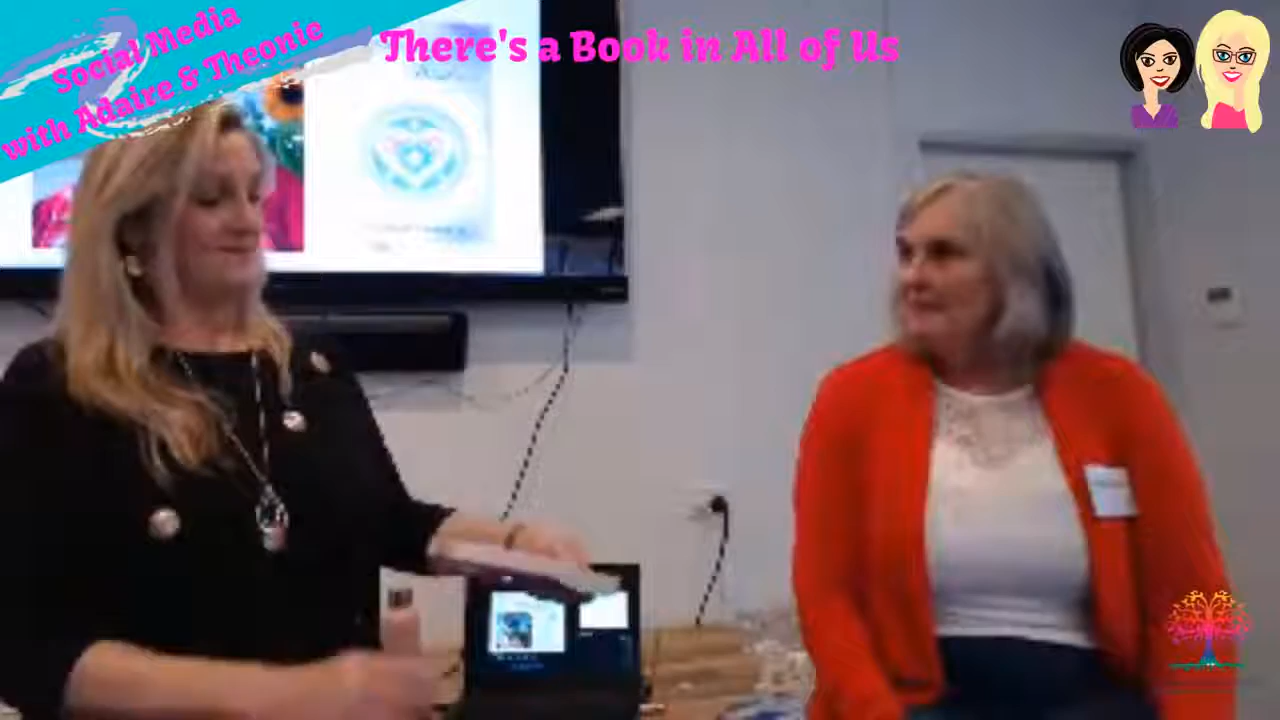 Social Media
with Adaire & Theonie
There's a Book in All of Us